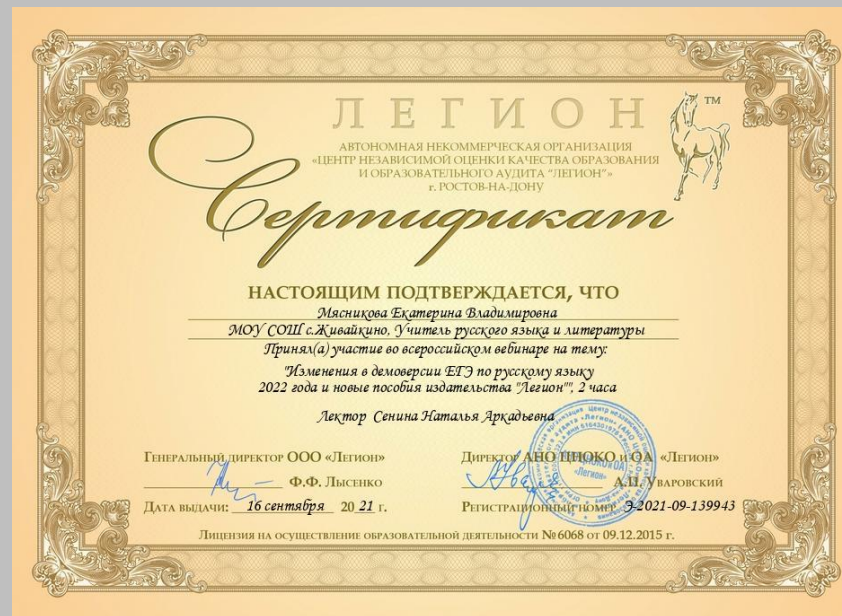 ЛЕГИОН ™
АВТОНОМНАЯ НЕКОММЕРЧЕСКАЯ ОРГАНИЗАЦИЯ
«ЦЕНТР НЕЗАВИСИМОЙ ОЦЕНКИ КАЧЕСТВА ОБРАЗОВАНИЯ
И ОБРАЗОВАТЕЛЬНОГО АУДИТА "ЛЕГИОН"»
г. РОСТОВ-НА-ДОНУ
Сертификат
НАСТОЯЩИМ ПОДТВЕРЖДАЕТСЯ, ЧТО
Мясникова Екатерина Владимировна
МОУ СОШ с.Живайкино, Учитель русского языка и литературы
Принял(а) участие во всероссийском вебинаре на тему:
"Изменения в демоверсии ЕГЭ по русскому языку
2022 года и новые пособия издательства "Легион"", 2 часа
Лектор Сенина Наталья Аркадьевна
ГЕНЕРАЛЬНЫЙ ДИРЕКТОР ООО «ЛЕГИОН»
Ф.Ф. ЛЫСЕНКО
ДИРЕКТОР АНО ЦНОКО и ОА «ЛЕГИОН»
А.П. УВАРОВСКИЙ
ДАТА ВЫДАЧИ: 16 сентября 20 21 г.
РЕГИСТРАЦИОННЫЙ НОМЕР Э-2021-09-139943
ЛИЦЕНЗИЯ НА ОСУЩЕСТВЛЕНИЕ ОБРАЗОВАТЕЛЬНОЙ ДЕЯТЕЛЬНОСТИ №6068 ОТ 09.12.2015 г.